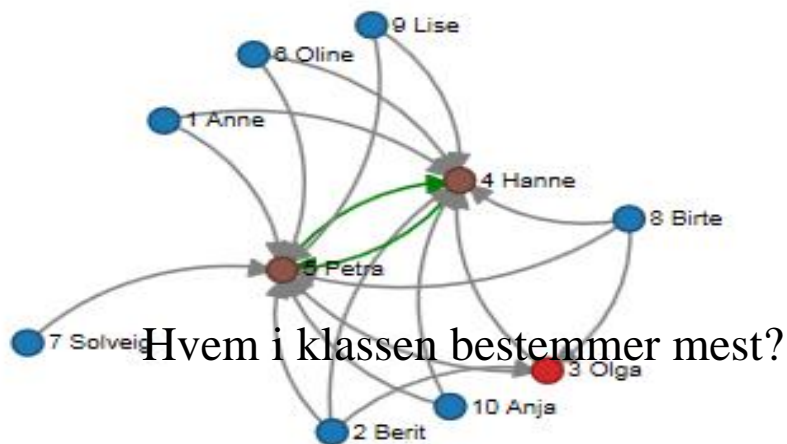 9 Lise
6 Oline
1 Anne
4 Hanne
8 Birte
5 Petra
7 Solveig
Hvem i klassen bestemmer mest?
3 Olga
10 Anja
2 Berit